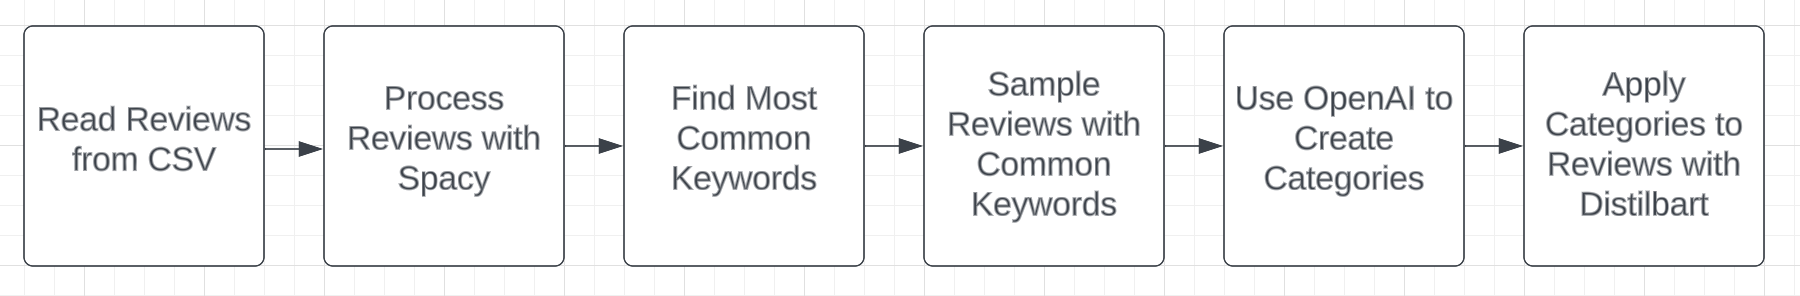 Read Reviews
from CSV
Process
Reviews with
Spacy
Find Most
Common
Keywords
Sample
Reviews with
Common
Keywords
Use OpenAI to
Create
Categories
Apply
Categories to
Reviews with
Distilbart